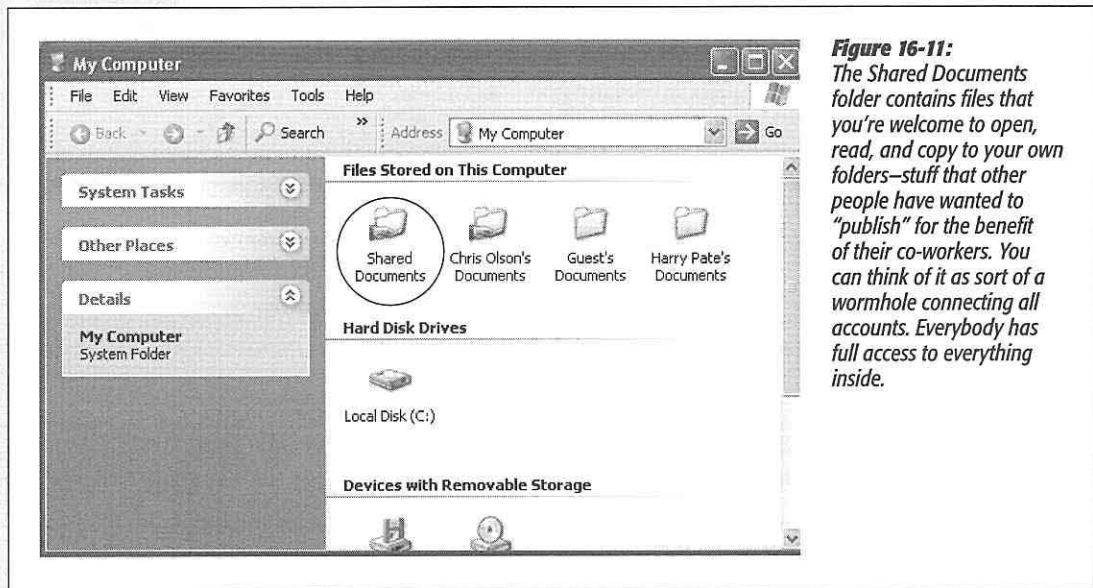 My Computer
File Edit View Favorites Tools Help
Back Search » Address My Computer Go
System Tasks
Other Places
Details
My Computer
System Folder
Files Stored on This Computer
Shared Documents
Chris Olson's Documents
Guest's Documents
Harry Pate's Documents
Hard Disk Drives
Local Disk (C:)
Devices with Removable Storage
Figure 16-11:
The Shared Documents
folder contains files that
you're welcome to open,
read, and copy to your own
folders—stuff that other
people have wanted to
"publish" for the benefit
of their co-workers. You
can think of it as sort of a
wormhole connecting all
accounts. Everybody has
full access to everything
inside.